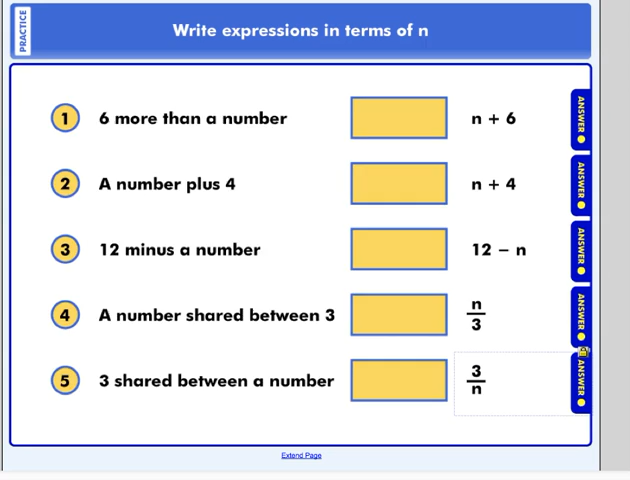 PRACTICE
Write expressions in terms of n
1 6 more than a number n + 6 ANSWER
2 A number plus 4 n + 4 ANSWER
3 12 minus a number 12 − n ANSWER
4 A number shared between 3 n/3 ANSWER
5 3 shared between a number 3/n ANSWER
Extend Page